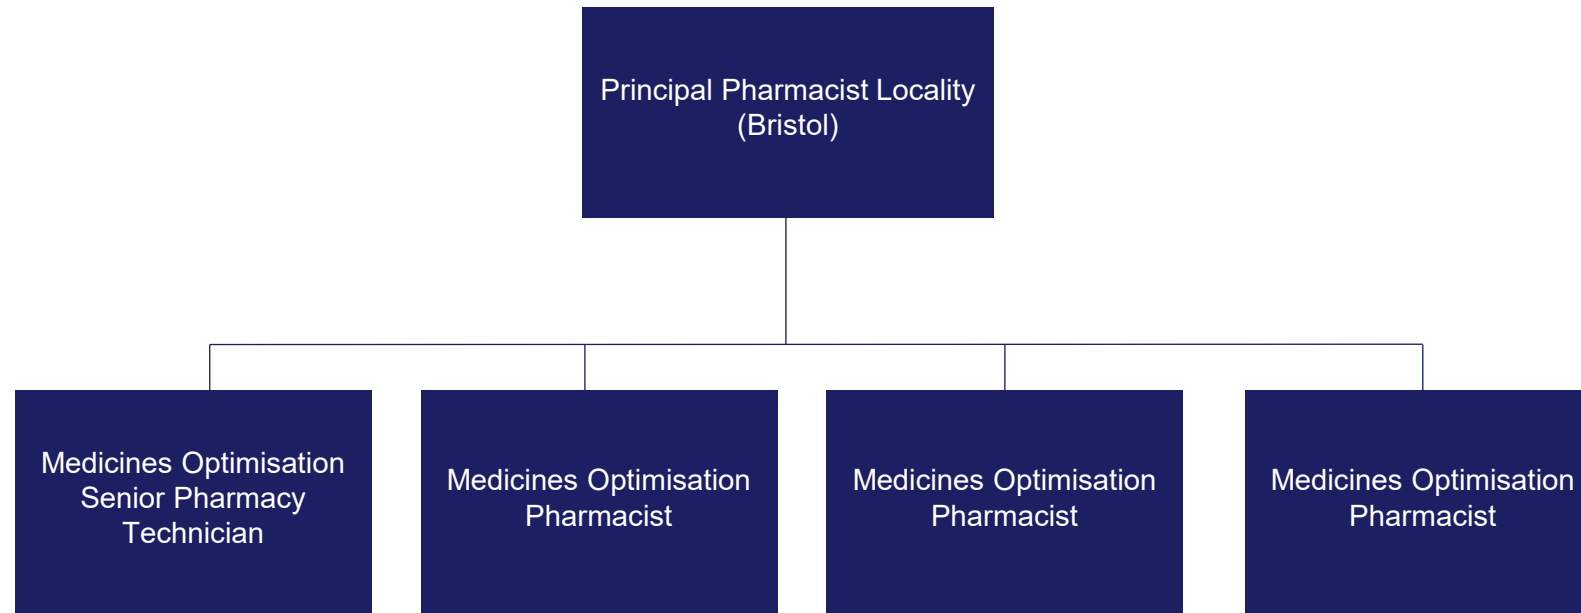 Principal Pharmacist Locality
(Bristol)
Medicines Optimisation
Senior Pharmacy
Technician
Medicines Optimisation
Pharmacist
Medicines Optimisation
Pharmacist
Medicines Optimisation
Pharmacist